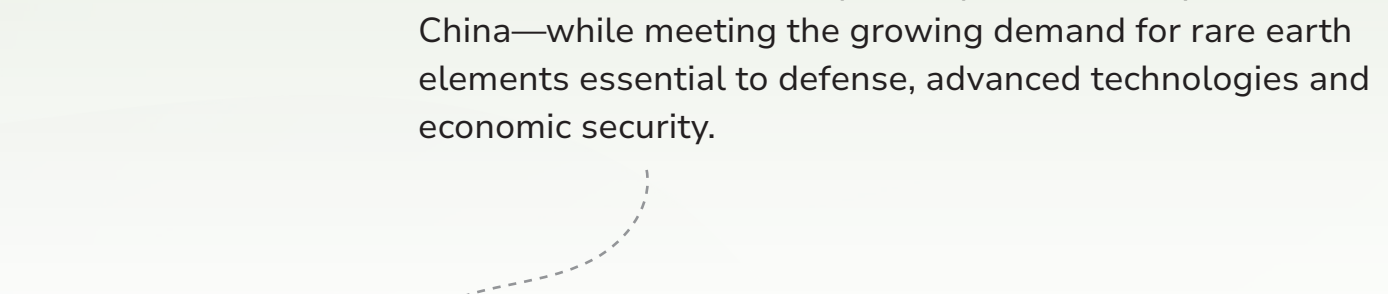 China—while meeting the growing demand for rare earth
elements essential to defense, advanced technologies and
economic security.